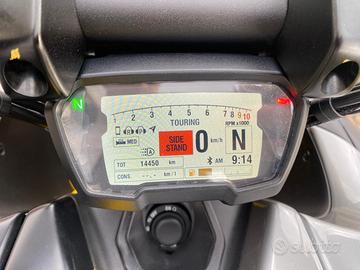 1 2 3 4 5 6 7 8 9 10
TOURING RPM x1000
MED
SIDE STAND 0 km/h N
TOT 14450 km AM 9:14
CONS. --.- km/l
subito